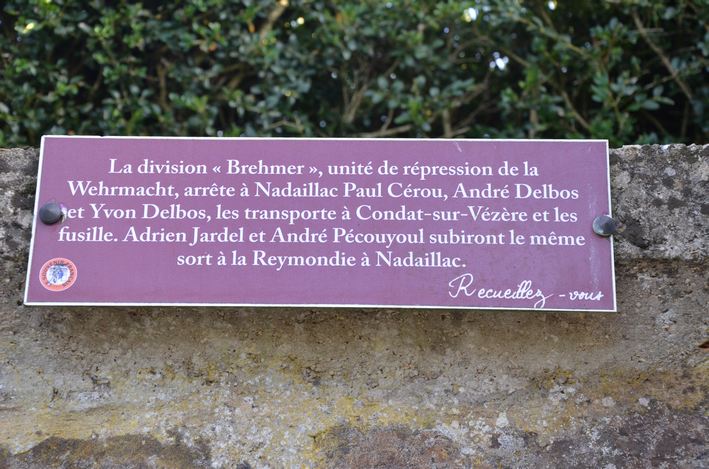 La division « Brehmer », unité de répression de la
Wehrmacht, arrête à Nadaillac Paul Cérou, André Delbos
et Yvon Delbos, les transporte à Condat-sur-Vézère et les
fusille. Adrien Jardel et André Pécouyoul subiront le même
sort à la Reymondie à Nadaillac.
Recueillez-vous